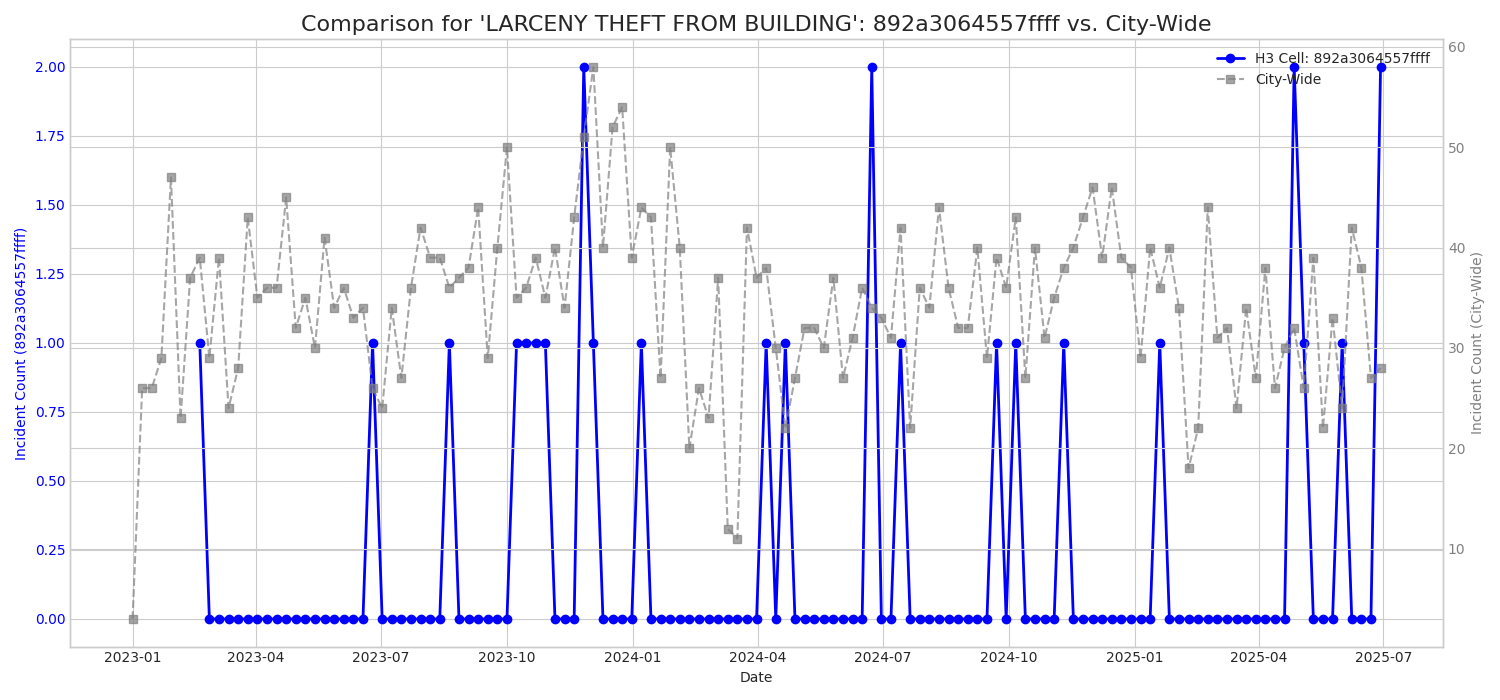 Comparison for 'LARCENY THEFT FROM BUILDING': 892a3064557ffff vs. City-Wide
H3 Cell: 892a3064557ffff
City-Wide
Incident Count (892a3064557ffff)
2.00
1.75
1.50
1.25
1.00
0.75
0.50
0.25
0.00
60
50
40
30
20
10
Incident Count (City-Wide)
2023-01 2023-04 2023-07 2023-10 2024-01 2024-04 2024-07 2024-10 2025-01 2025-04 2025-07
Date